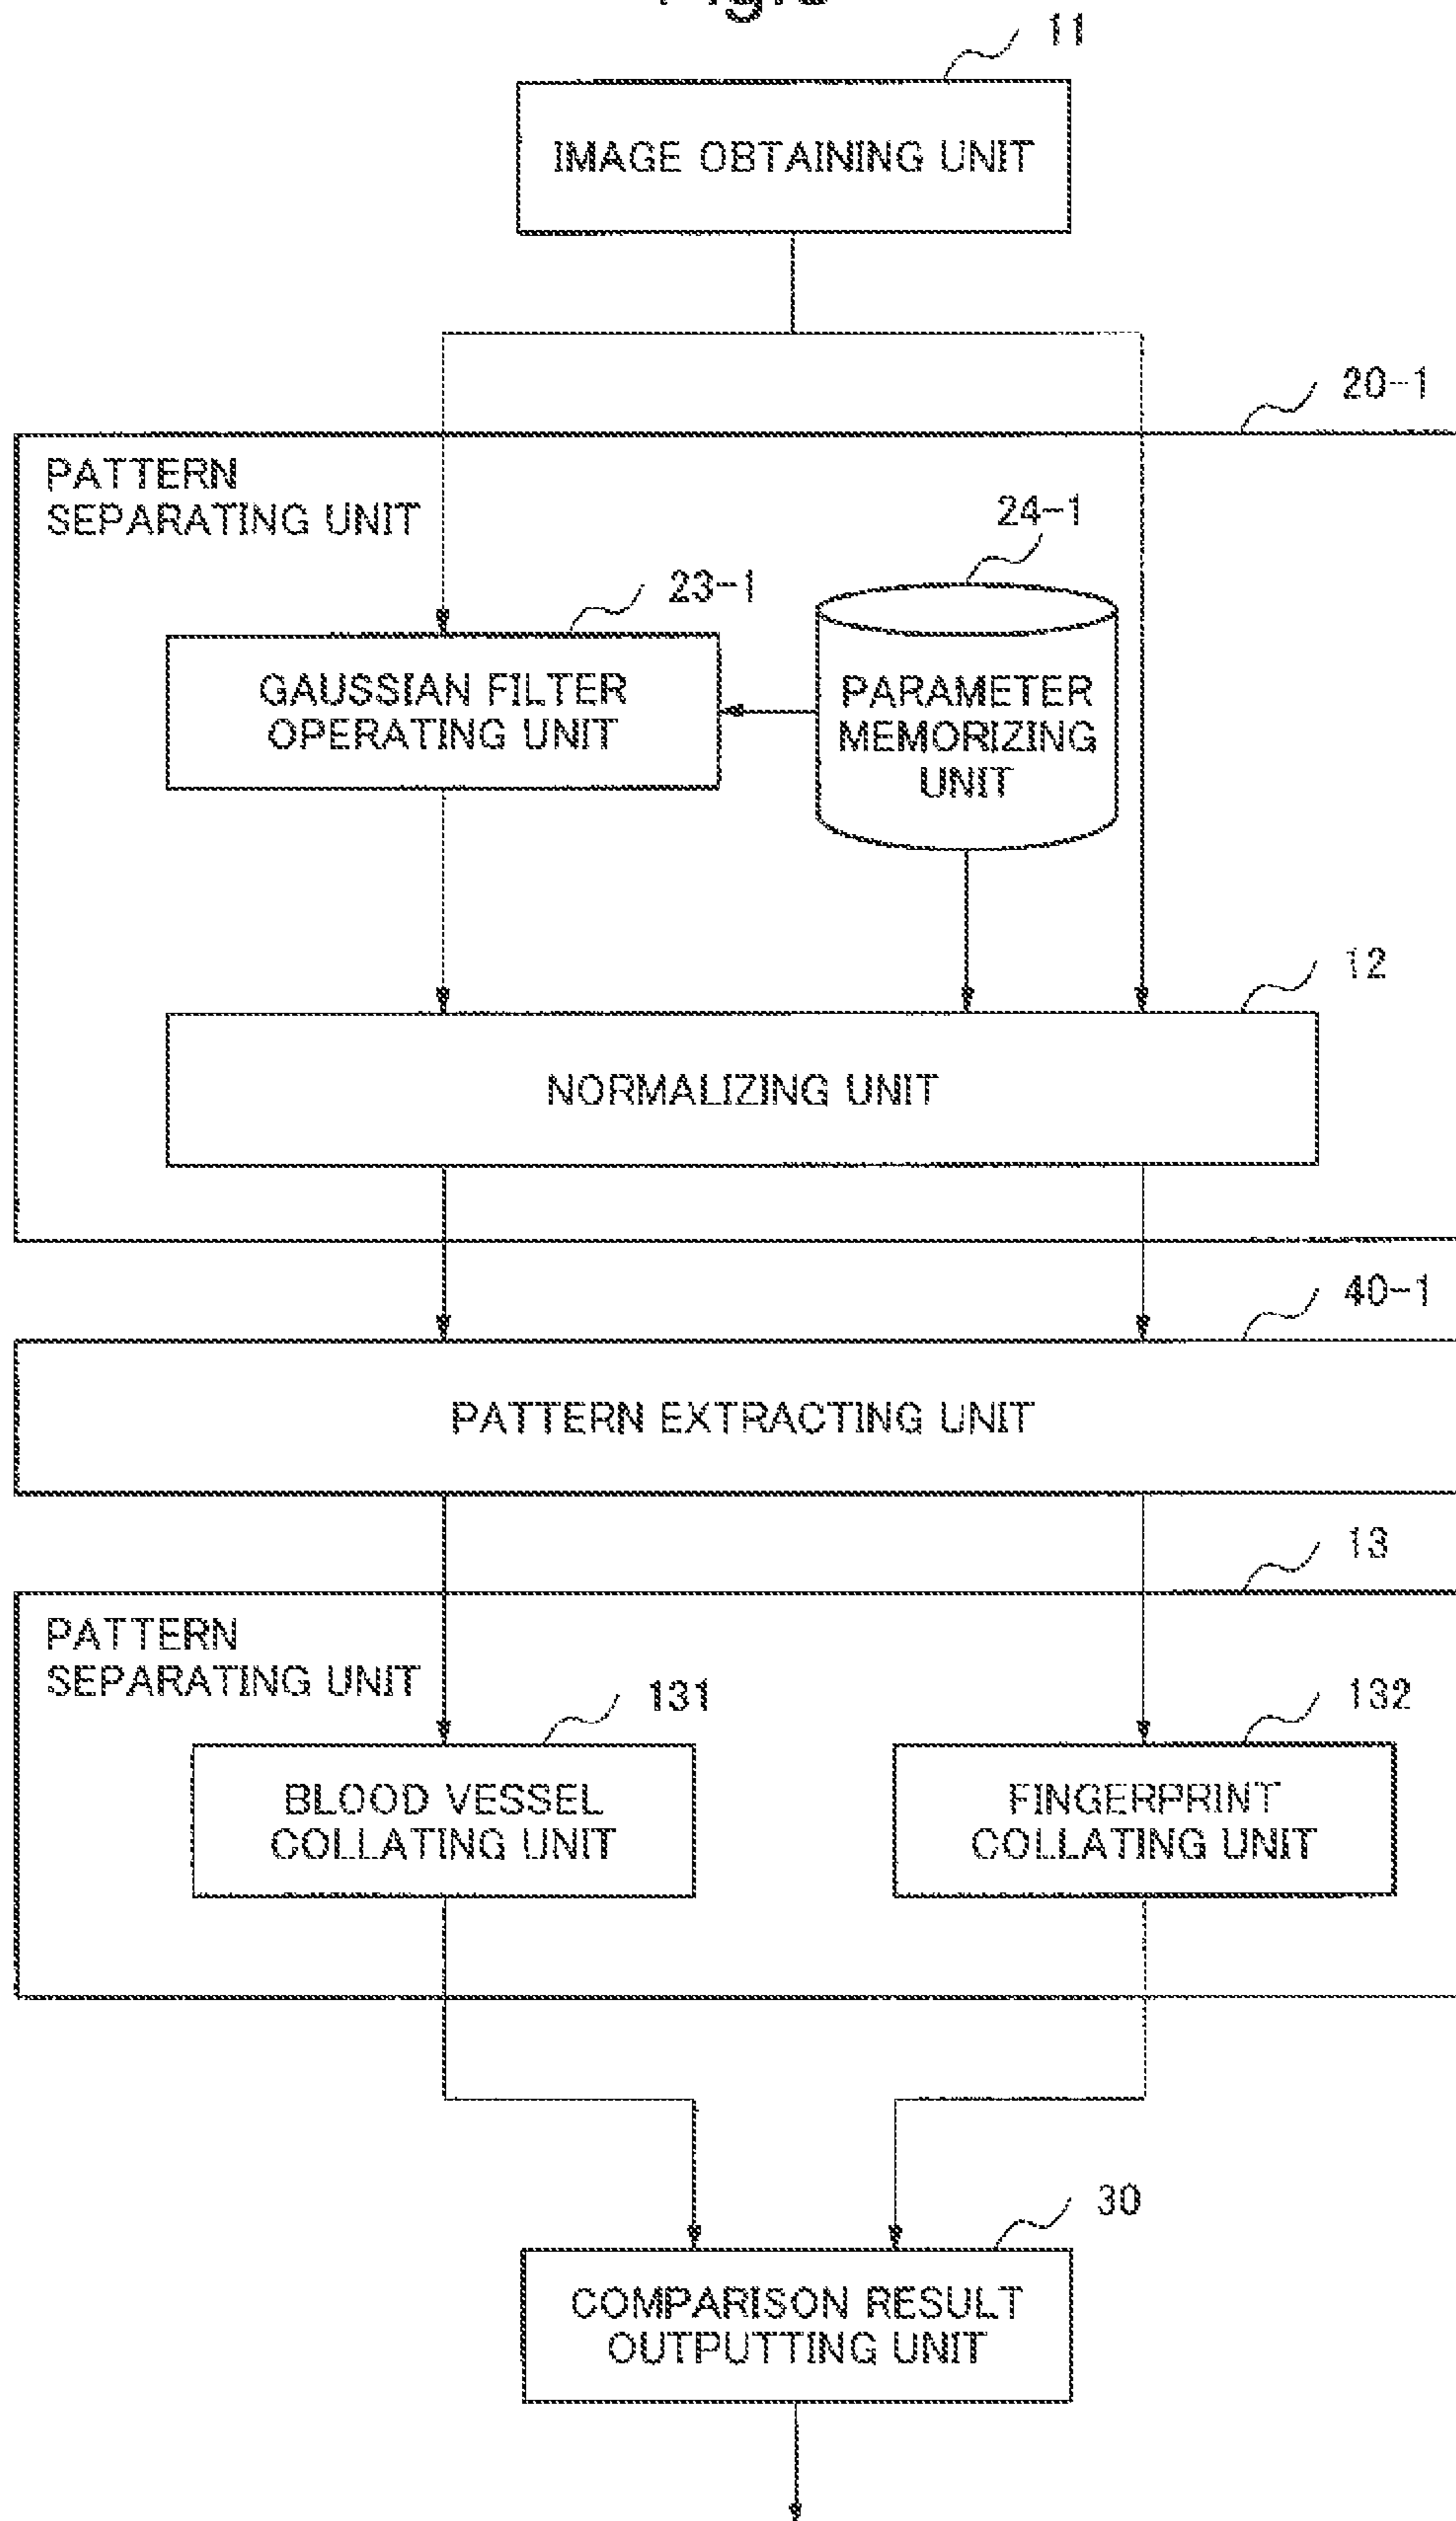 11
IMAGE OBTAINING UNIT
20-1
PATTERN
SEPARATING UNIT
24-1
23-1
GAUSSIAN FILTER
OPERATING UNIT
PARAMETER
MEMORIZING
UNIT
12
NORMALIZING UNIT
40-1
PATTERN EXTRACTING UNIT
13
PATTERN
SEPARATING UNIT
131
132
BLOOD VESSEL
COLLATING UNIT
FINGERPRINT
COLLATING UNIT
30
COMPARISON RESULT
OUTPUTTING UNIT